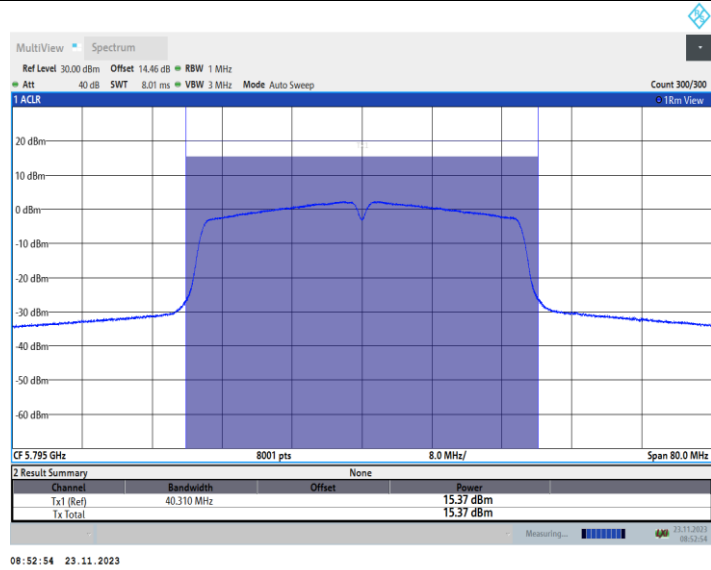 MultiView Spectrum
Ref Level 30.00 dBm Offset 14.46 dB RBW 1 MHz
Att 40 dB SWT 8.01 ms VBW 3 MHz Mode Auto Sweep Count 300/300
1 ACLR 1Rm View
20 dBm
10 dBm
0 dBm
-10 dBm
-20 dBm
-30 dBm
-40 dBm
-50 dBm
-60 dBm
CF 5.795 GHz 8001 pts 8.0 MHz/ Span 80.0 MHz
2 Result Summary None
Channel Bandwidth Offset Power
Tx1 (Ref) 40.310 MHz 15.37 dBm
Tx Total 15.37 dBm
Measuring... 23.11.2023
08:52:54
08:52:54 23.11.2023